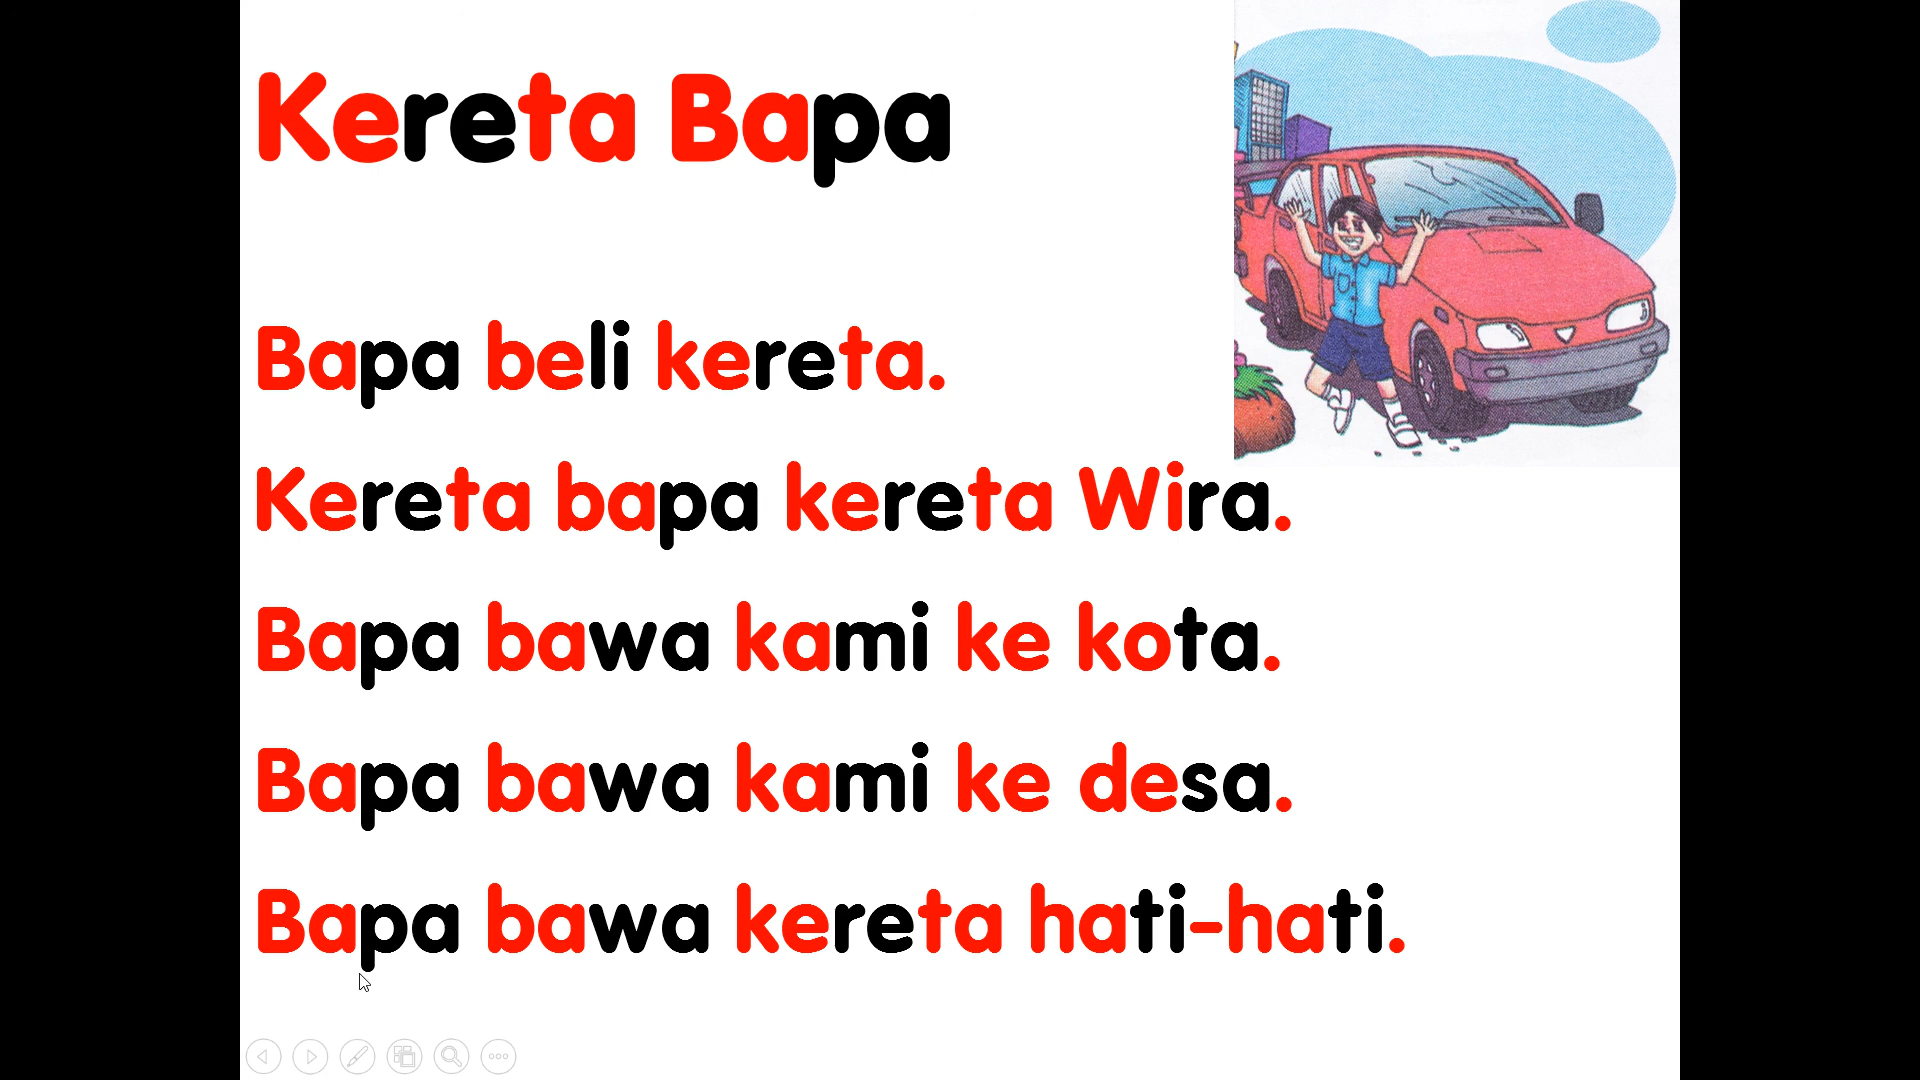 Kereta Bapa
Bapa beli kereta.
Kereta bapa kereta Wira.
Bapa bawa kami ke kota.
Bapa bawa kami ke desa.
Bapa bawa kereta hati-hati.